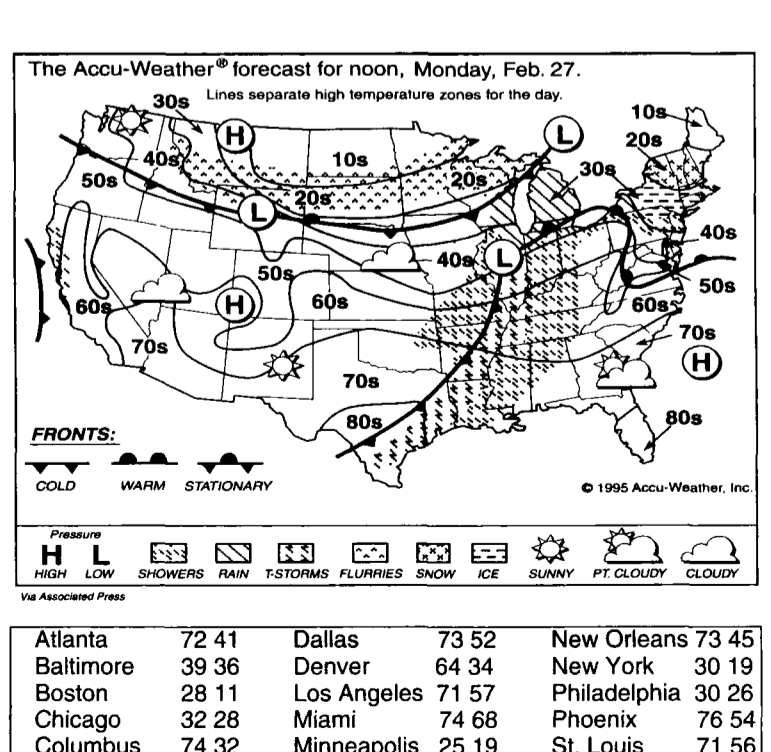 The Accu-Weather® forecast for noon, Monday, Feb. 27.
Lines separate high temperature zones for the day.
30s
10s
H
L
20s
40s
10s
20s
30s
50s
20s
L
40s
40s
L
50s
50s
60s
H
60s
60s
70s
70s
H
70s
80s
80s
FRONTS:
COLD WARM STATIONARY
© 1995 Accu-Weather, Inc.
Pressure
H L
HIGH LOW SHOWERS RAIN T-STORMS FLURRIES SNOW ICE SUNNY PT. CLOUDY CLOUDY
Via Associated Press
Atlanta 72 41 Dallas 73 52 New Orleans 73 45
Baltimore 39 36 Denver 64 34 New York 30 19
Boston 28 11 Los Angeles 71 57 Philadelphia 30 26
Chicago 32 28 Miami 74 68 Phoenix 76 54
Columbus 74 32 Minneapolis 25 19 St. Louis 71 56